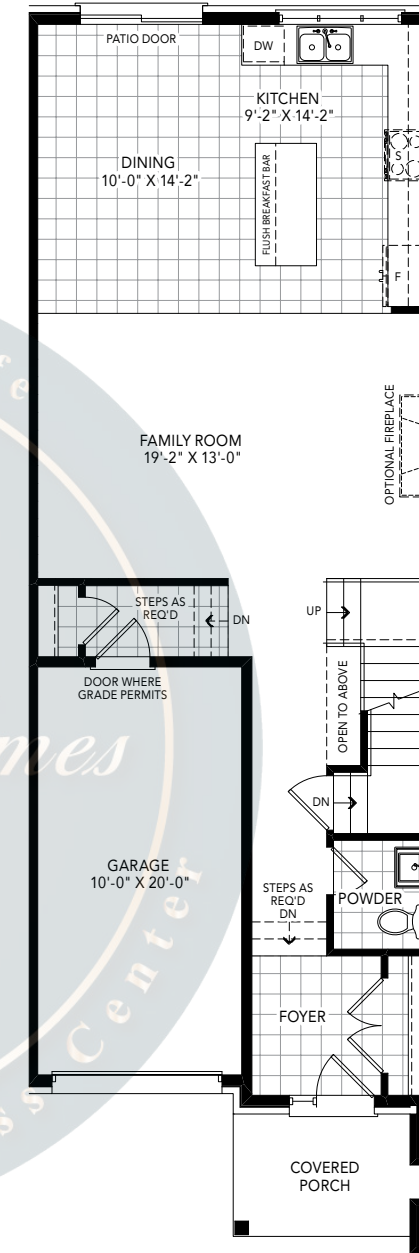 PATIO DOOR
DW
KITCHEN
9'-2" X 14'-2"
DINING
10'-0" X 14'-2"
FLUSH BREAKFAST BAR
S
F
FAMILY ROOM
19'-2" X 13'-0"
OPTIONAL FIREPLACE
STEPS AS
REQ'D
DN
UP
DOOR WHERE
GRADE PERMITS
OPEN TO ABOVE
DN
GARAGE
10'-0" X 20'-0"
STEPS AS
REQ'D
DN
POWDER
FOYER
COVERED
PORCH
Center